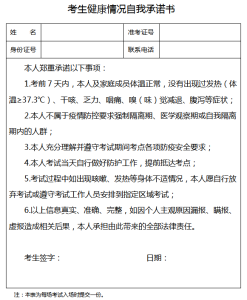 考生健康情况自我承诺书
姓 名 准考证号
身份证号 联系电话
本人郑重承诺以下事项：
1.考前 7 天内，本人及家庭成员体温正常，没有出现过发热（体
温≥37.3℃）、干咳、乏力、咽痛、嗅（味）觉减退、腹泻等症状；
2.本人不属于疫情防控要求强制隔离期、医学观察期或自我隔离
期内的人群；
3.本人充分理解并遵守考试期间考点各项防疫安全要求；
4.本人考试当天自行做好防护工作，提前抵达考点；
5.考试过程中如出现咳嗽、发热等身体不适情况，本人愿自行放
弃考试或遵守考试工作人员安排到指定区域考试；
6.以上信息真实、准确、完整，如因个人主观原因漏报、瞒报、
虚报造成相关后果，本人承担由此带来的全部法律责任。
考生签字： 日期：
注：本表为每场考试入场时提交一份。